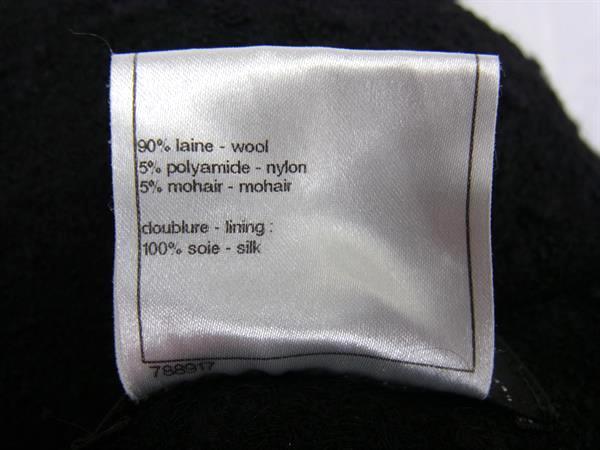 90% laine - wool
5% polyamide - nylon
5% mohair - mohair
doublure - lining :
100% soie - silk
788917